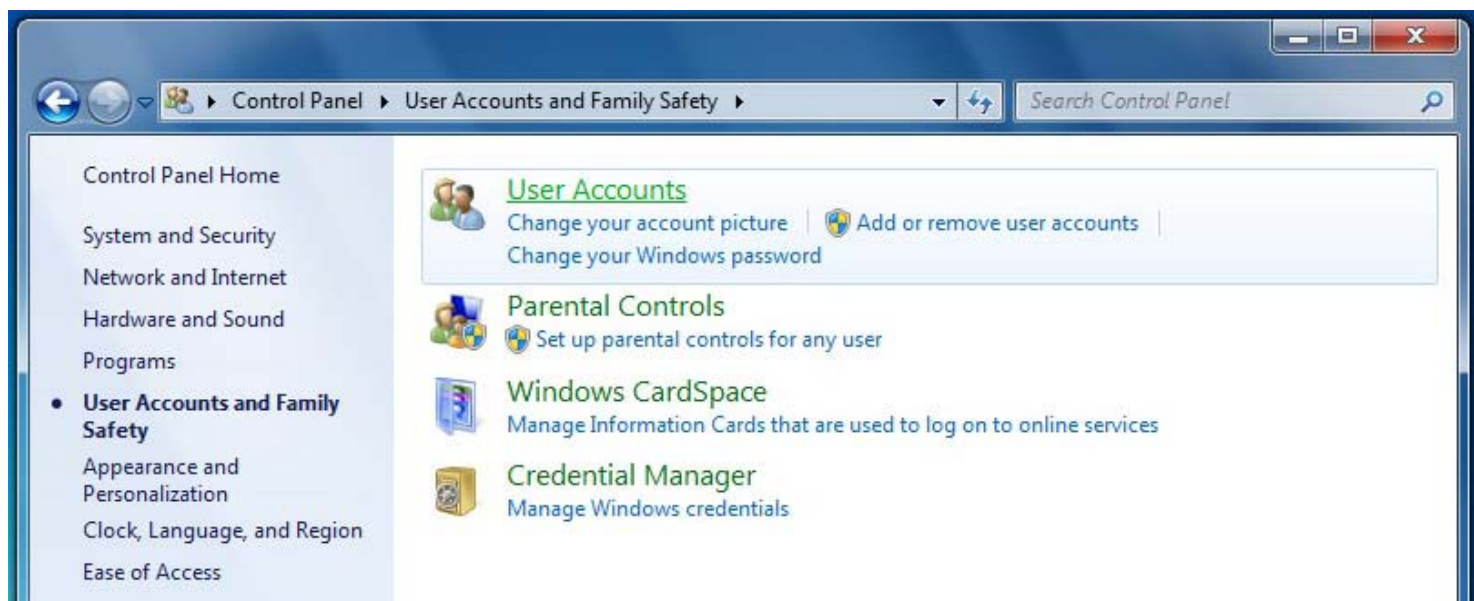 Control Panel
User Accounts and Family Safety
Search Control Panel
Control Panel Home
System and Security
Network and Internet
Hardware and Sound
Programs
User Accounts and Family
Safety
Appearance and
Personalization
Clock, Language, and Region
Ease of Access
User Accounts
Change your account picture
Add or remove user accounts
Change your Windows password
Parental Controls
Set up parental controls for any user
Windows CardSpace
Manage Information Cards that are used to log on to online services
Credential Manager
Manage Windows credentials